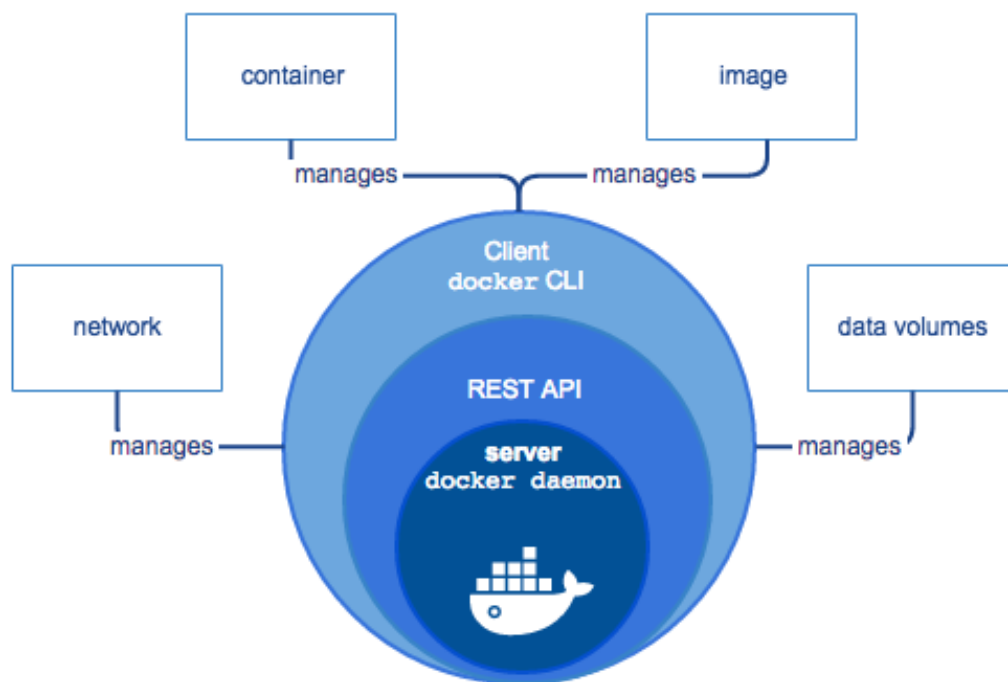 container
image
manages
manages
Client
docker CLI
network
data volumes
REST API
manages
manages
server
docker daemon